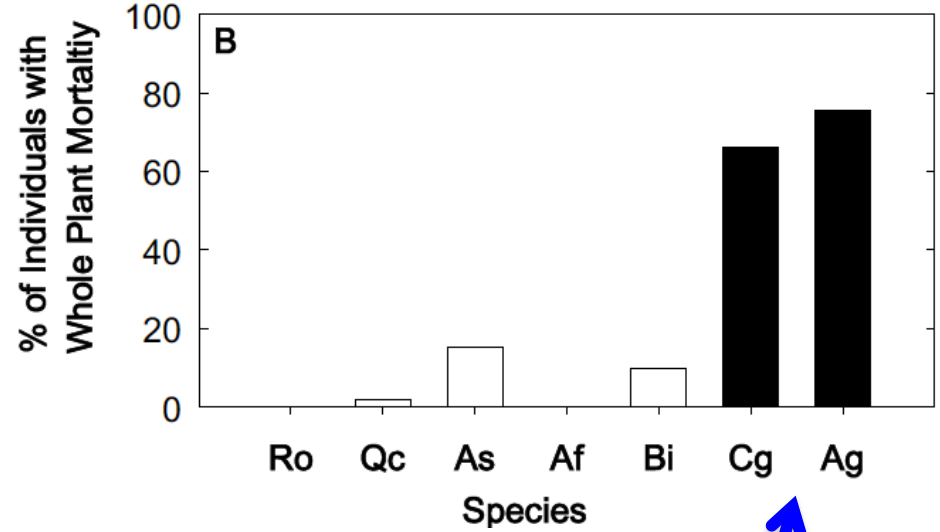 % of Individuals with
Whole Plant Mortaltiy
100
80
60
40
20
0
B
Ro Qc As Af Bi Cg Ag
Species